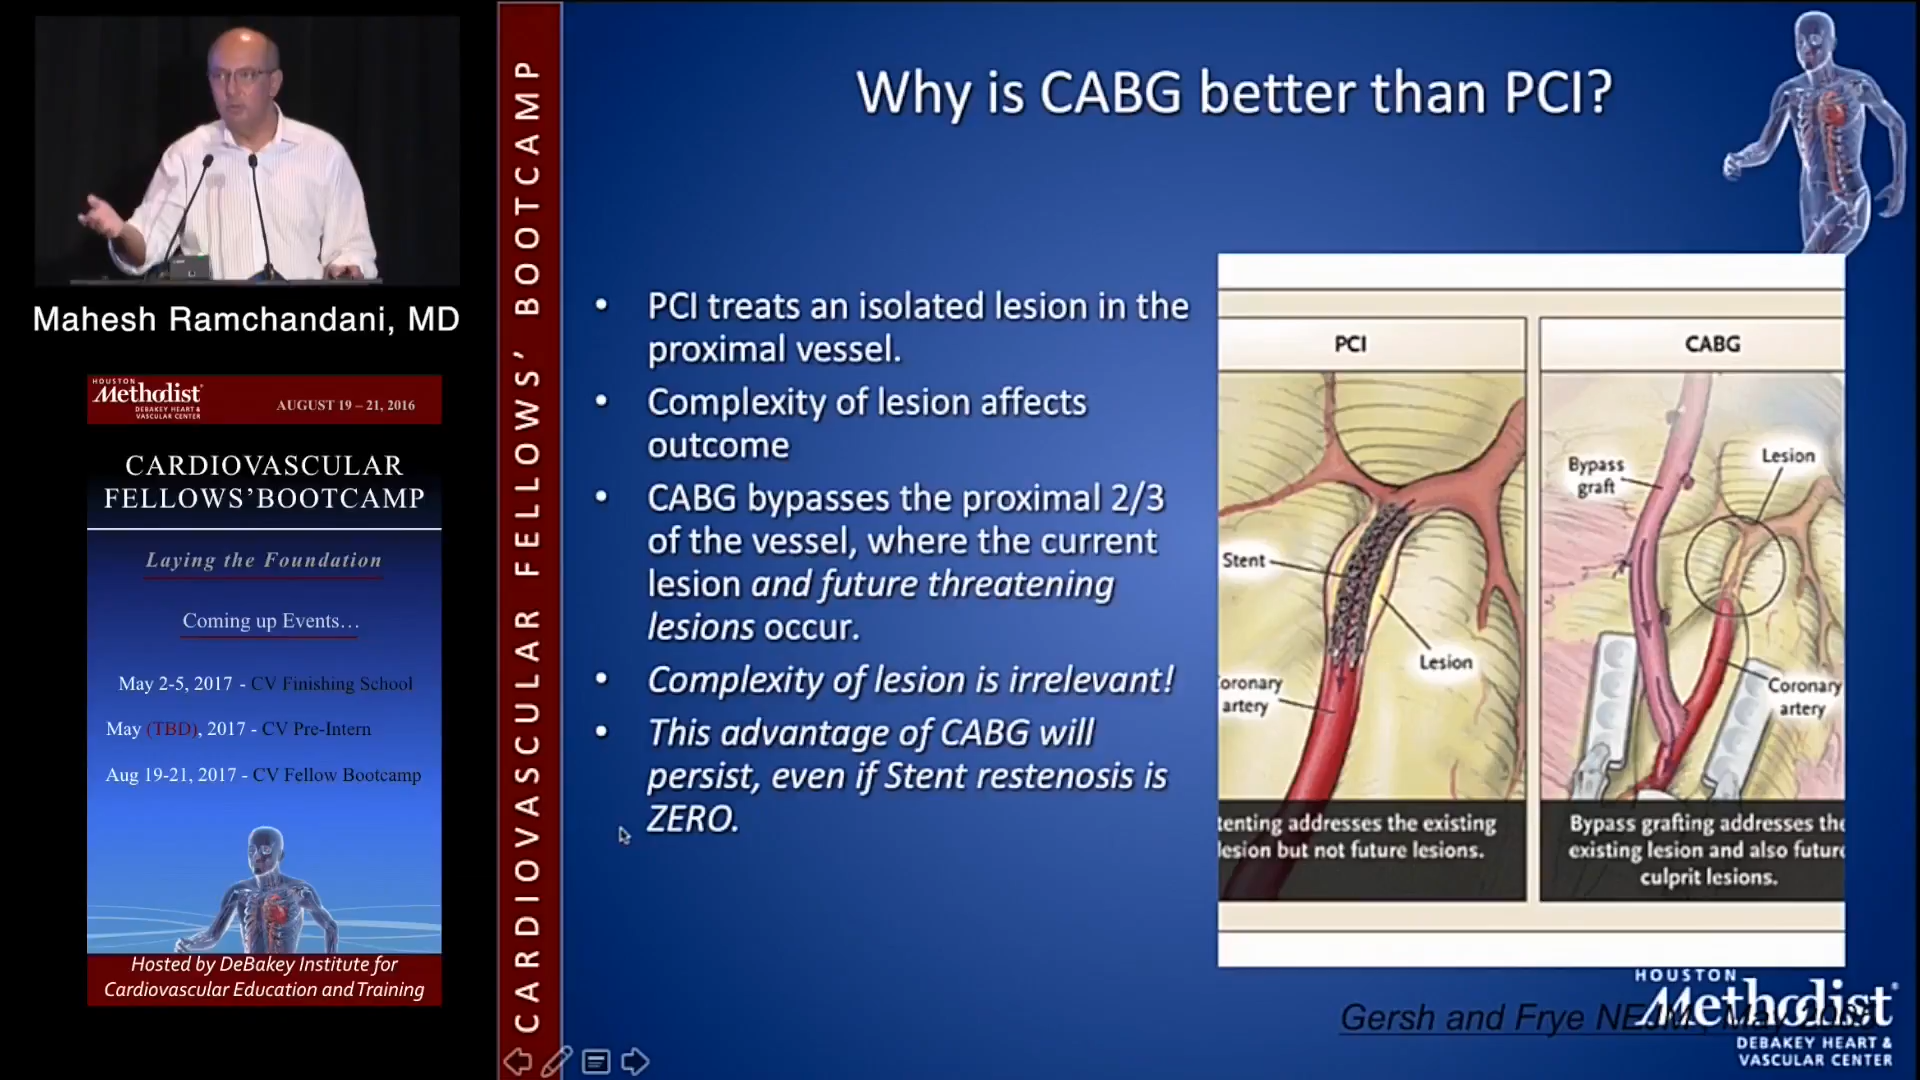 Mahesh Ramchandani, MD
HOUSTON
Methodist
DEBAKEY HEART &
VASCULAR CENTER
AUGUST 19 – 21, 2016
CARDIOVASCULAR
FELLOWS'BOOTCAMP
Laying the Foundation
Coming up Events…
May 2-5, 2017 - CV Finishing School
May (TBD), 2017 - CV Pre-Intern
Aug 19-21, 2017 - CV Fellow Bootcamp
Hosted by DeBakey Institute for
Cardiovascular Education and Training
CARDIOVASCULAR FELLOWS' BOOTCAMP
Why is CABG better than PCI?
• PCI treats an isolated lesion in the
proximal vessel.
• Complexity of lesion affects
outcome
• CABG bypasses the proximal 2/3
of the vessel, where the current
lesion and future threatening
lesions occur.
• Complexity of lesion is irrelevant!
• This advantage of CABG will
persist, even if Stent restenosis is
ZERO.
PCI
Stent
Lesion
oronary
artery
tenting addresses the existing
lesion but not future lesions.
CABG
Bypass
graft
Lesion
Coronary
artery
Bypass grafting addresses the
existing lesion and also future
culprit lesions.
Gersh and Frye NEJM, May
HOUSTON
Methodist
DEBAKEY HEART &
VASCULAR CENTER